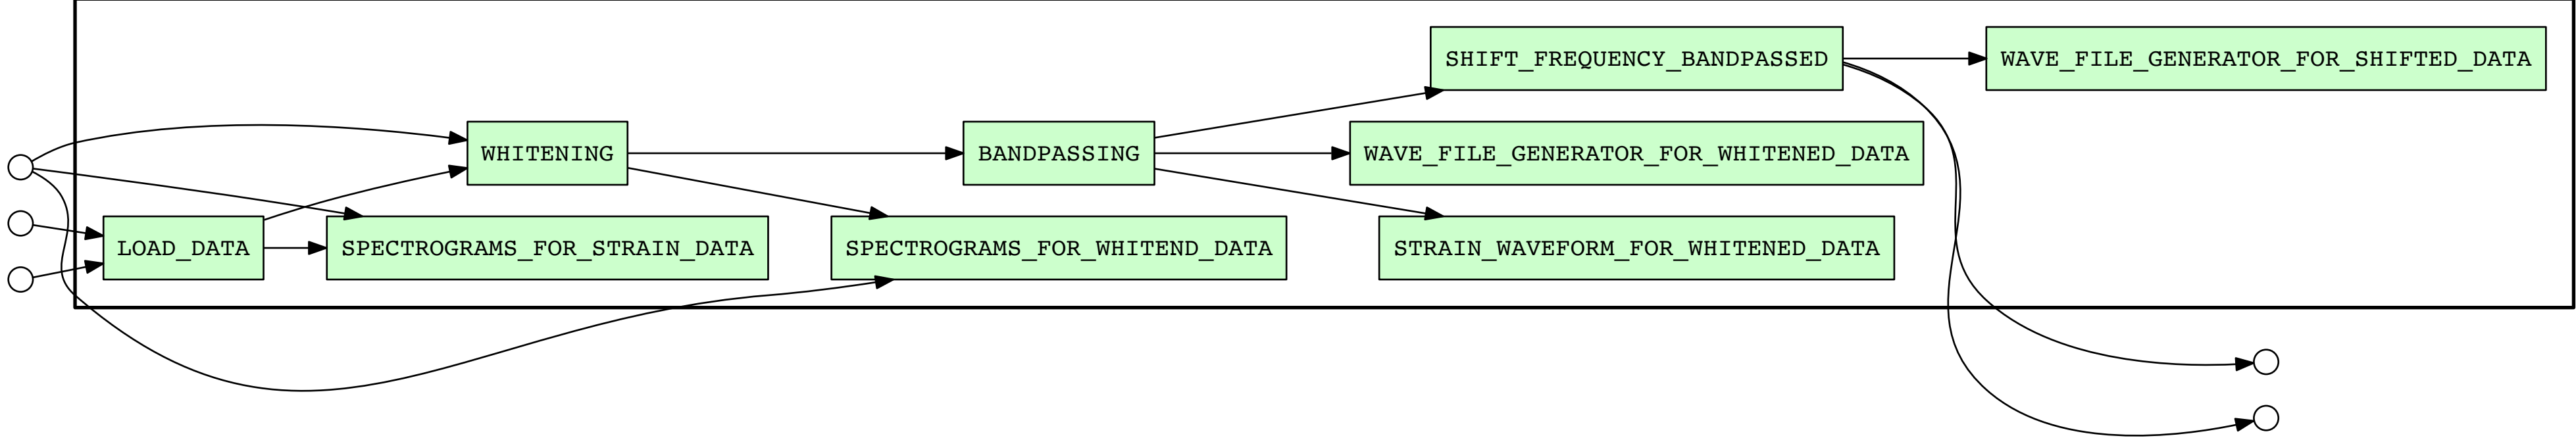 SHIFT_FREQUENCY_BANDPASSED
WAVE_FILE_GENERATOR_FOR_SHIFTED_DATA
WHITENING
BANDPASSING
WAVE_FILE_GENERATOR_FOR_WHITENED_DATA
LOAD_DATA
SPECTROGRAMS_FOR_STRAIN_DATA
SPECTROGRAMS_FOR_WHITEND_DATA
STRAIN_WAVEFORM_FOR_WHITENED_DATA